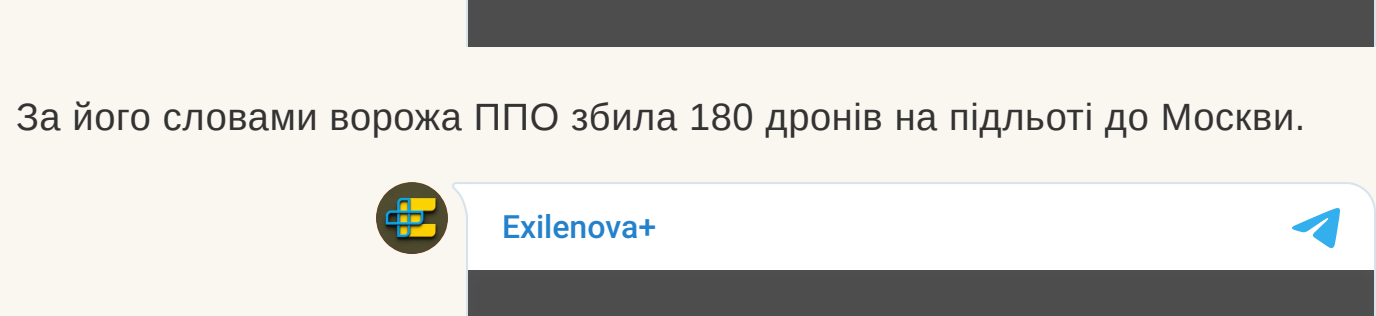 За його словами ворожа ППО збила 180 дронів на підльоті до Москви.
Exilenova+